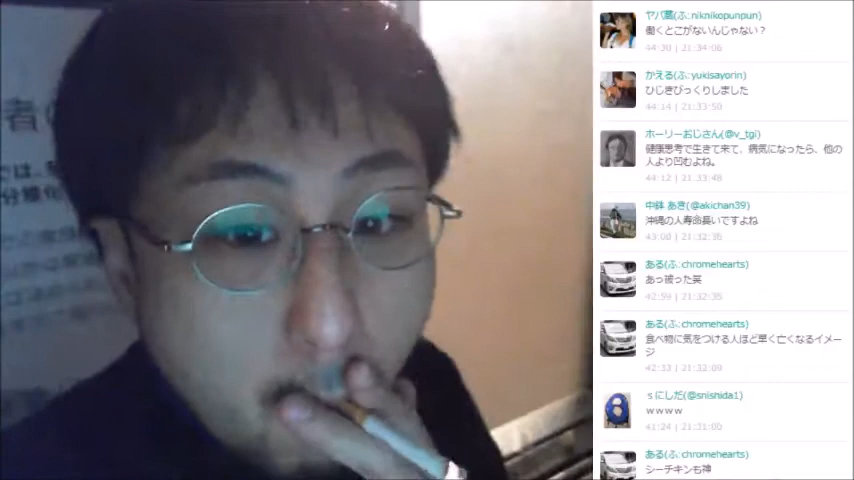 者
では、
ヤバ蔵(ふ:niknikopunpun)
働くとこがないんじゃない？
44:30 | 21:34:06
かえる(ふ:yukisayorin)
ひじきびっくりしました
44:14 | 21:33:50
ホーリーおじさん(@v_tgi)
健康思考で生きて来て、病気になったら、他の
人より凹むよね。
44:12 | 21:33:48
中鉢 あき(@akichan39)
沖縄の人寿命長いですよね
43:00 | 21:32:36
ある(ふ:chromehearts)
あっ被った笑
42:59 | 21:32:35
ある(ふ:chromehearts)
食べ物に気をつける人ほど早く亡くなるイメー
ジ
42:33 | 21:32:09
ｓにしだ(@snishida1)
ｗｗｗｗ
41:24 | 21:31:00
ある(ふ:chromehearts)
シーチキンも神